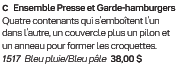 C Ensemble Presse et Garde-hamburgers
Quatre contenants qui s'emboîtent l'un
dans l'autre, un couvercle plus un pilon et
un anneau pour former les croquettes.
1517 Bleu pluie/Bleu pâle 38,00 $